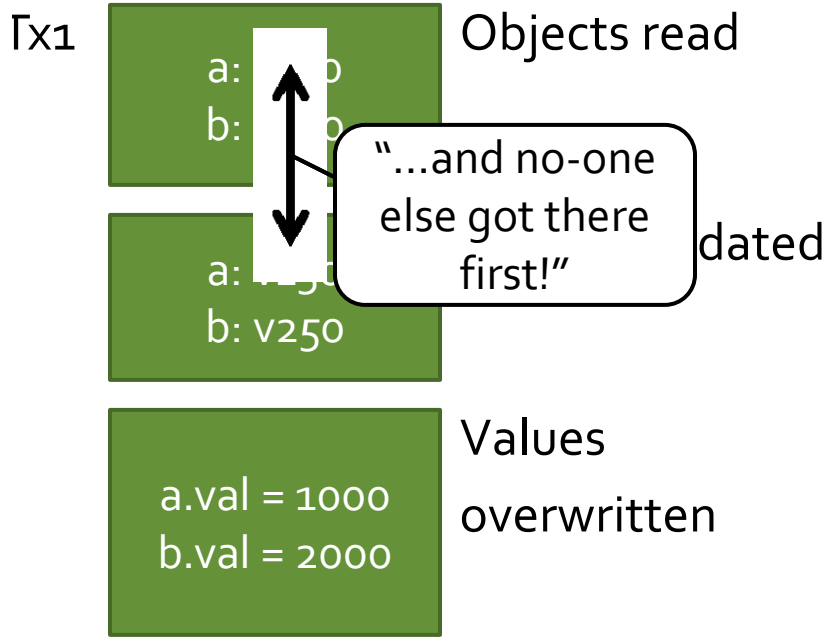 Tx1
Objects read
a:
b:
"...and no-one
else got there
first!"
dated
a:
b: v250
Values
overwritten
a.val = 1000
b.val = 2000